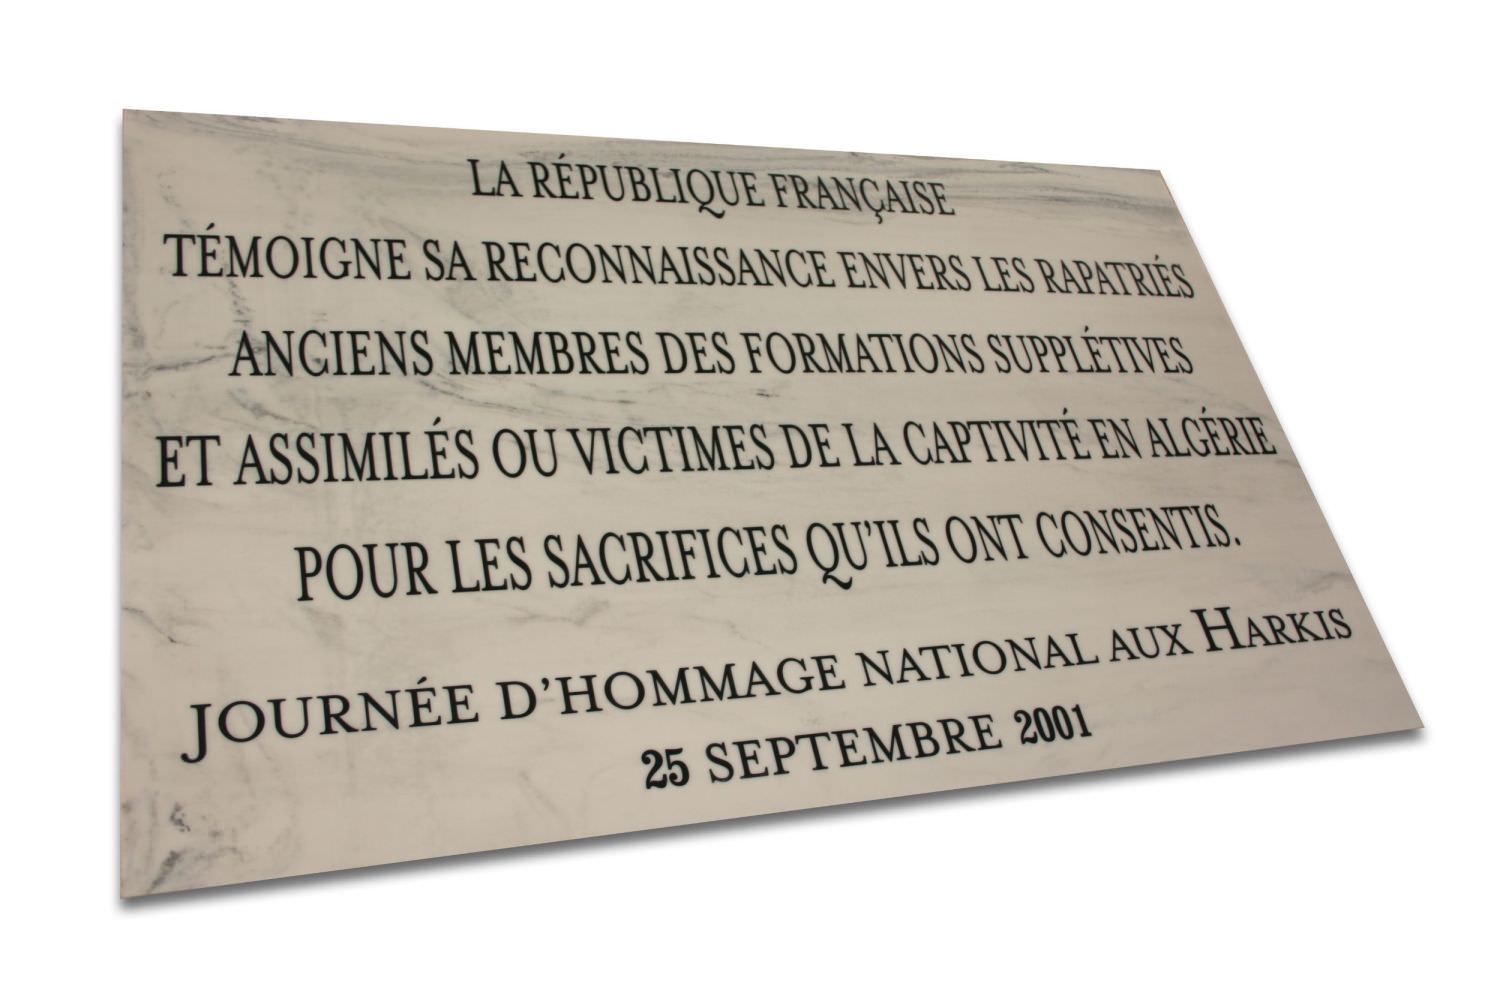 LA RÉPUBLIQUE FRANÇAISE
TÉMOIGNE SA RECONNAISSANCE ENVERS LES RAPATRIÉS
ANCIENS MEMBRES DES FORMATIONS SUPPLÉTIVES
ET ASSIMILÉS OU VICTIMES DE LA CAPTIVITÉ EN ALGÉRIE
POUR LES SACRIFICES QU'ILS ONT CONSENTIS.
JOURNÉE D'HOMMAGE NATIONAL AUX HARKIS
25 SEPTEMBRE 2001